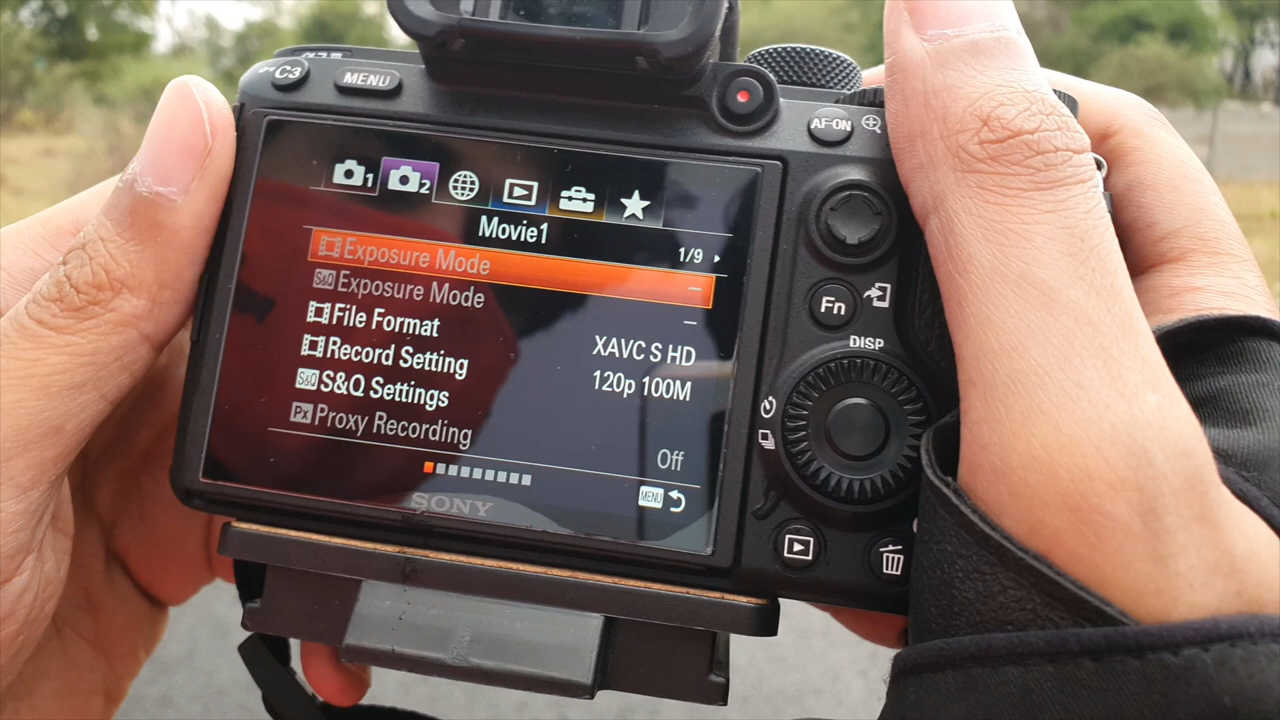 C3 MENU
AF-ON
1 2
Movie1
1/9
Exposure Mode –
S&Q Exposure Mode –
File Format XAVC S HD
Record Setting 120p 100M
S&Q S&Q Settings
Px Proxy Recording Off
MENU
SONY
Fn
DISP